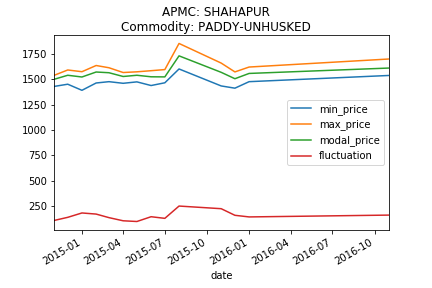 APMC: SHAHAPUR
Commodity: PADDY-UNHUSKED
1750
1500
1250
1000
750
500
250
min_price
max_price
modal_price
fluctuation
2015-01
2015-04
2015-07
2015-10
2016-01
2016-04
2016-07
2016-10
date